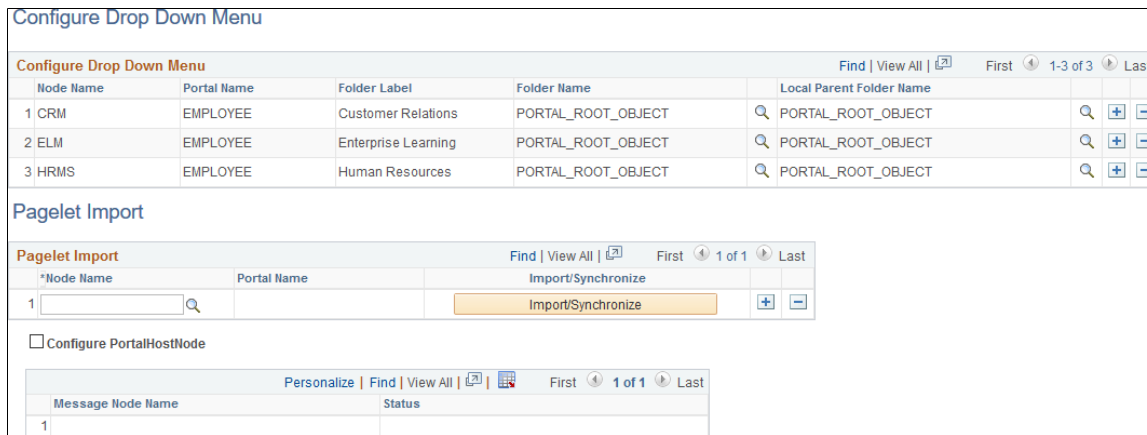 Configure Drop Down Menu
Configure Drop Down Menu Find | View All | First 1-3 of 3 Las
Node Name Portal Name Folder Label Folder Name Local Parent Folder Name
1 CRM EMPLOYEE Customer Relations PORTAL_ROOT_OBJECT PORTAL_ROOT_OBJECT
2 ELM EMPLOYEE Enterprise Learning PORTAL_ROOT_OBJECT PORTAL_ROOT_OBJECT
3 HRMS EMPLOYEE Human Resources PORTAL_ROOT_OBJECT PORTAL_ROOT_OBJECT
Pagelet Import
Pagelet Import Find | View All | First 1 of 1 Last
*Node Name Portal Name Import/Synchronize
1 Import/Synchronize
Configure PortalHostNode
Personalize | Find | View All | | First 1 of 1 Last
Message Node Name Status
1